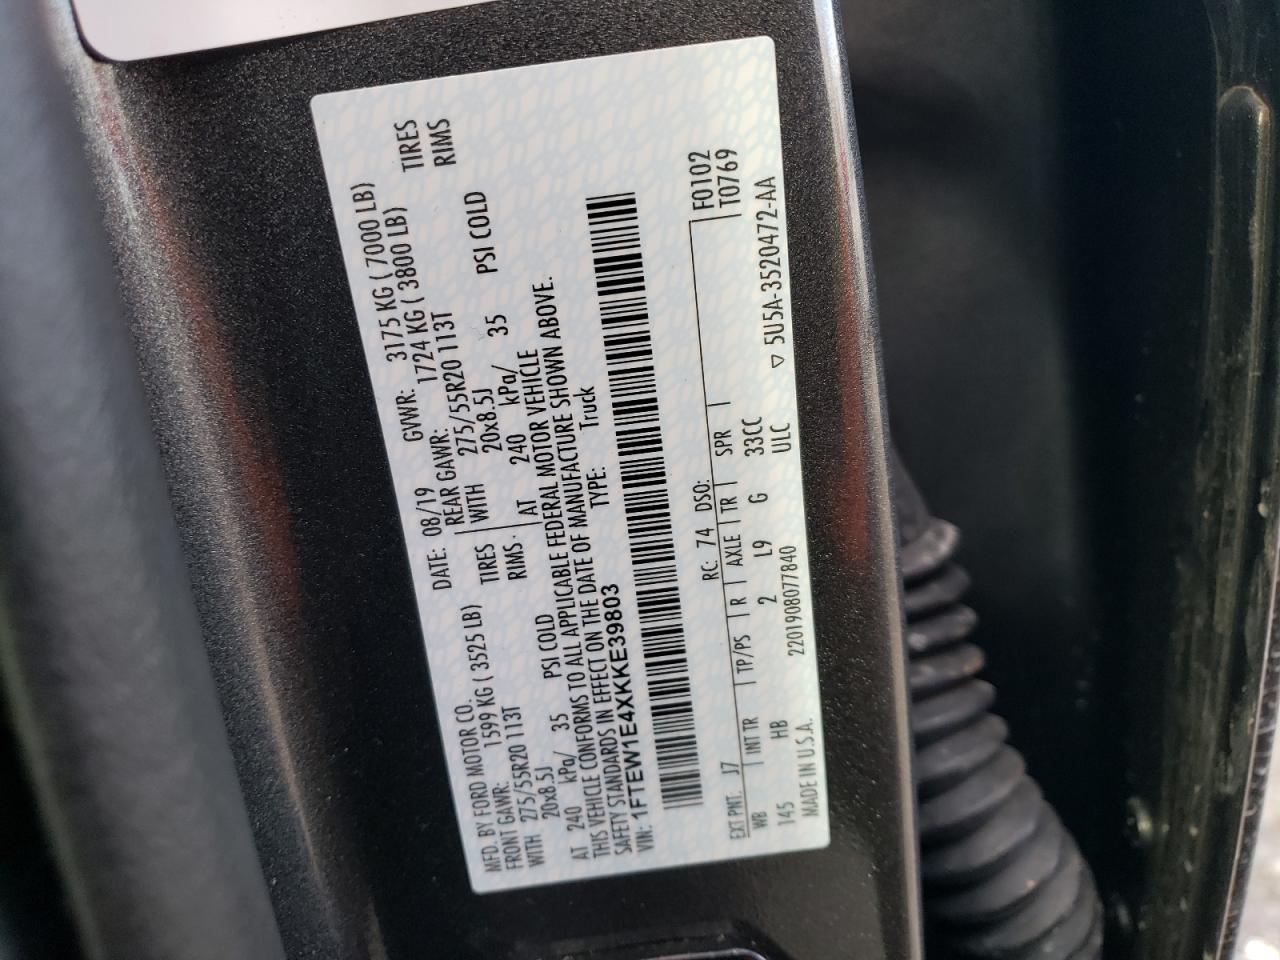 MFD. BY FORD MOTOR CO. DATE: 08/19 GVWR: 3175 KG ( 7000 LB)
FRONT GAWR: 1599 KG ( 3525 LB) REAR GAWR: 1724 KG ( 3800 LB)
WITH 275/55R20 113T TIRES WITH 275/55R20 113T TIRES
20x8.5J RIMS. 20x8.5J RIMS
AT 240 kPa/ 35 PSI COLD AT 240 kPa/ 35 PSI COLD
THIS VEHICLE CONFORMS TO ALL APPLICABLE FEDERAL MOTOR VEHICLE
SAFETY STANDARDS IN EFFECT ON THE DATE OF MANUFACTURE SHOWN ABOVE.
VIN: 1FTEW1E4XKKE39803 TYPE: Truck
F0102
T0769
EXT PNT: J7 RC: 74 DSO:
WB INT TR TP/PS R AXLE TR SPR
145 HB 2 L9 G 33CC
ULC
MADE IN U.S.A. 2201908077840 ▽ 5U5A-3520472-AA